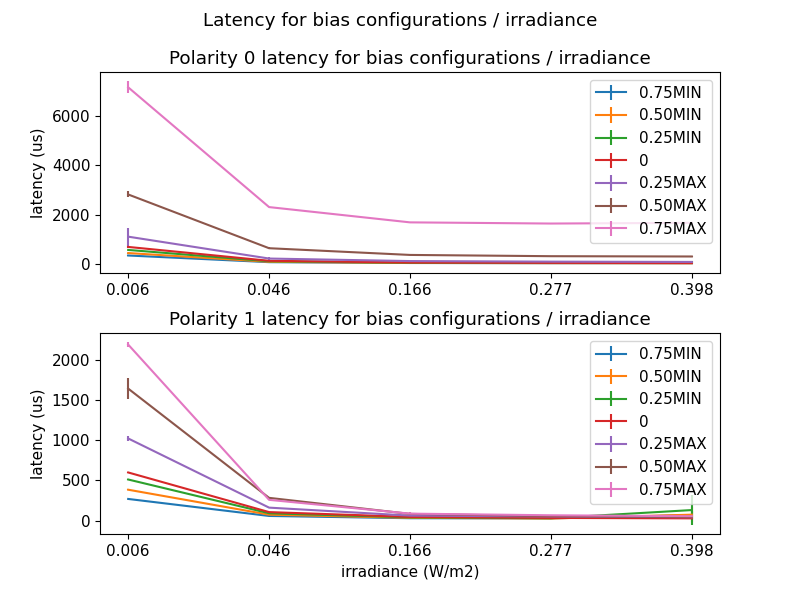 Latency for bias configurations / irradiance
Polarity 0 latency for bias configurations / irradiance
latency (us)
6000
4000
2000
0
0.75MIN
0.50MIN
0.25MIN
0
0.25MAX
0.50MAX
0.75MAX
0.006 0.046 0.166 0.277 0.398
Polarity 1 latency for bias configurations / irradiance
latency (us)
2000
1500
1000
500
0
0.75MIN
0.50MIN
0.25MIN
0
0.25MAX
0.50MAX
0.75MAX
0.006 0.046 0.166 0.277 0.398
irradiance (W/m2)